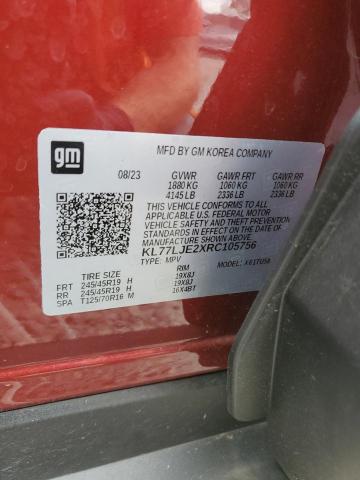 gm
MFD BY GM KOREA COMPANY
08/23 GVWR GAWR FRT GAWR RR
1880 KG 1060 KG 1060 KG
4145 LB 2336 LB 2336 LB
THIS VEHICLE CONFORMS TO ALL
APPLICABLE U.S. FEDERAL MOTOR
VEHICLE SAFETY AND THEFT PREVENTION
STANDARDS IN EFFECT ON THE DATE OF
MANUFACTURE SHOWN ABOVE.
KL77LJE2XRC105756
TYPE: MPV MODEL:
TIRE SIZE RIM
FRT 245/45R19 H 19X8J
RR 245/45R19 H 19X8J
SPA T125/70R16 M 16X4BT